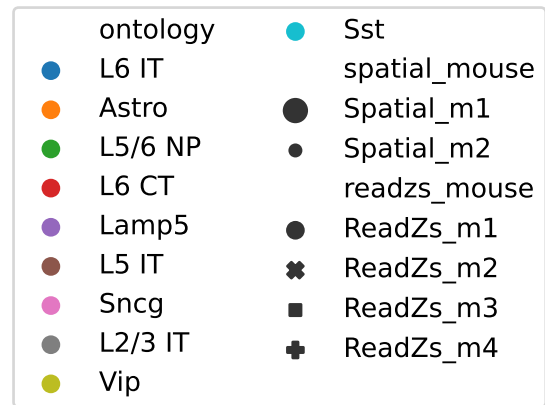 ontology
L6 IT
Astro
L5/6 NP
L6 CT
Lamp5
L5 IT
Sncg
L2/3 IT
Vip
Sst
spatial_mouse
Spatial_m1
Spatial_m2
readzs_mouse
ReadZs_m1
ReadZs_m2
ReadZs_m3
ReadZs_m4